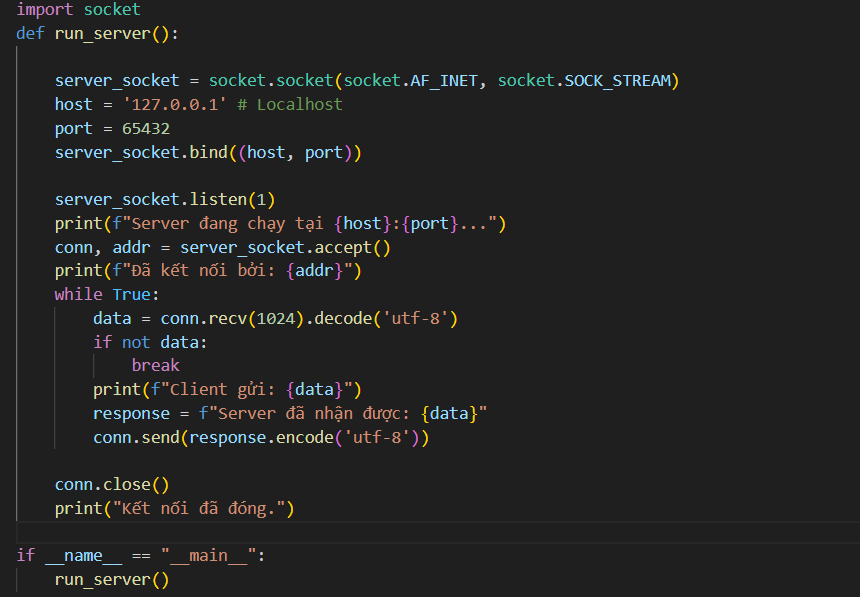 import socket
def run_server():
    server_socket = socket.socket(socket.AF_INET, socket.SOCK_STREAM)
    host = '127.0.0.1' # Localhost
    port = 65432
    server_socket.bind((host, port))
    server_socket.listen(1)
    print(f"Server đang chạy tại {host}:{port}...")
    conn, addr = server_socket.accept()
    print(f"Đã kết nối bởi: {addr}")
    while True:
        data = conn.recv(1024).decode('utf-8')
        if not data:
            break
        print(f"Client gửi: {data}")
        response = f"Server đã nhận được: {data}"
        conn.send(response.encode('utf-8'))
    conn.close()
    print("Kết nối đã đóng.")
if __name__ == "__main__":
    run_server()